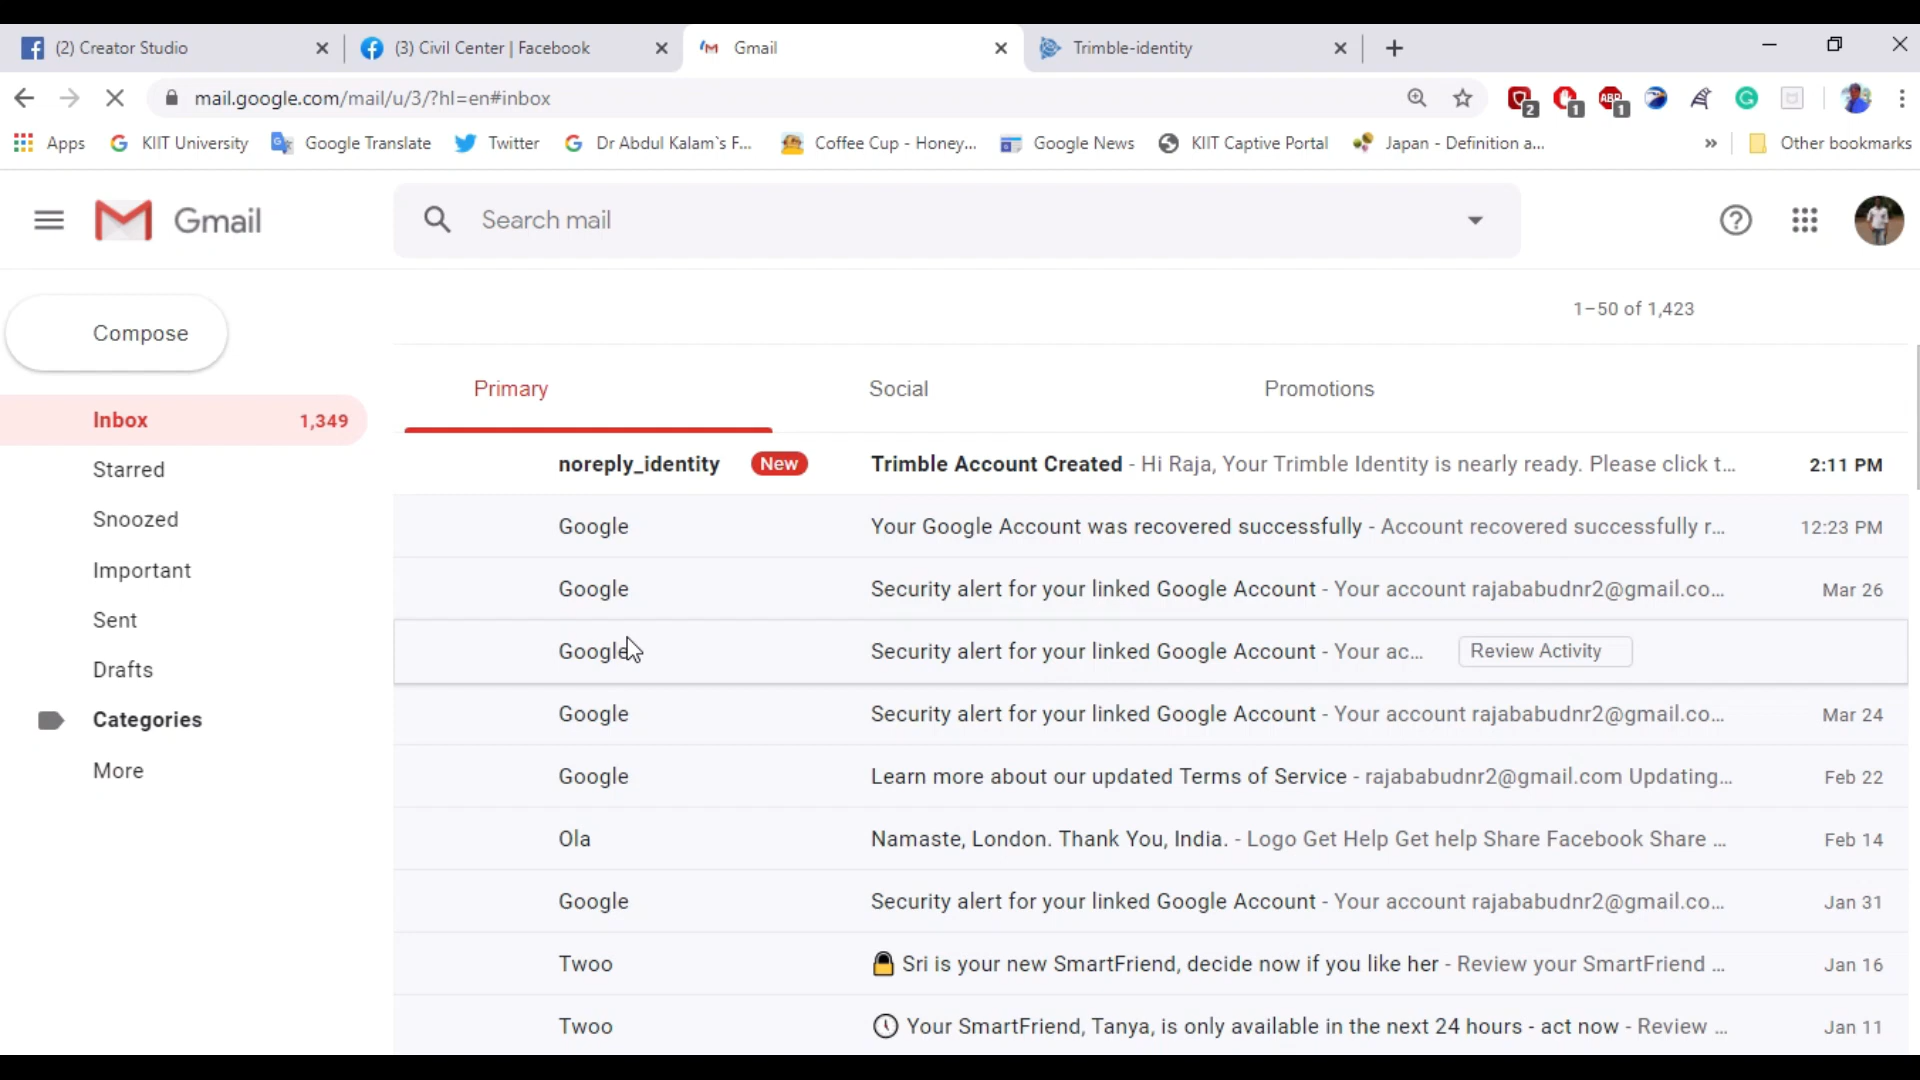 (2) Creator Studio
(3) Civil Center | Facebook
Gmail
Trimble-identity
mail.google.com/mail/u/3/?hl=en#inbox
2
1
ABP
1
Apps
KIIT University
Google Translate
Twitter
Dr Abdul Kalam`s F...
Coffee Cup - Honey...
Google News
KIIT Captive Portal
Japan - Definition a...
»
Other bookmarks
Gmail
Search mail
1–50 of 1,423
Compose
Primary
Social
Promotions
Inbox 1,349
Starred
Snoozed
Important
Sent
Drafts
Categories
More
noreply_identity New Trimble Account Created - Hi Raja, Your Trimble Identity is nearly ready. Please click t... 2:11 PM
Google Your Google Account was recovered successfully - Account recovered successfully r... 12:23 PM
Google Security alert for your linked Google Account - Your account rajababudnr2@gmail.co... Mar 26
Google Security alert for your linked Google Account - Your ac... Review Activity
Google Security alert for your linked Google Account - Your account rajababudnr2@gmail.co... Mar 24
Google Learn more about our updated Terms of Service - rajababudnr2@gmail.com Updating... Feb 22
Ola Namaste, London. Thank You, India. - Logo Get Help Get help Share Facebook Share ... Feb 14
Google Security alert for your linked Google Account - Your account rajababudnr2@gmail.co... Jan 31
Twoo Sri is your new SmartFriend, decide now if you like her - Review your SmartFriend ... Jan 16
Twoo Your SmartFriend, Tanya, is only available in the next 24 hours - act now - Review ... Jan 11